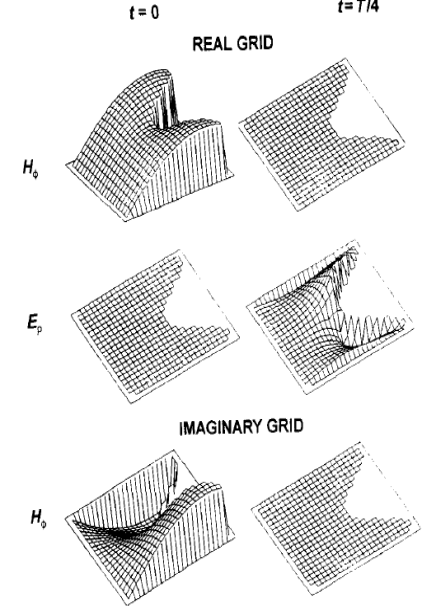 t = 0 t = T/4
REAL GRID
Hφ
Eρ
IMAGINARY GRID
Hφ